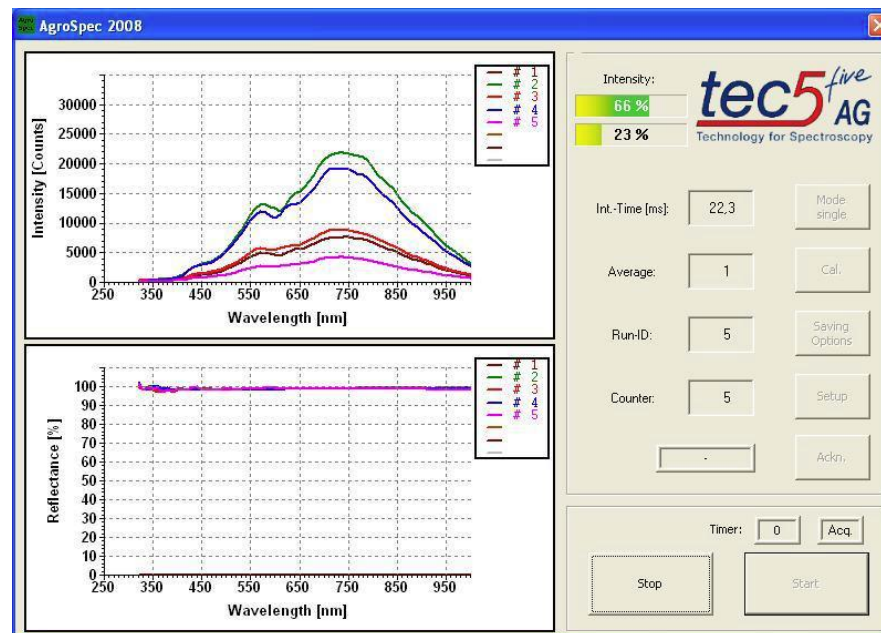 Agro
Spec
AgroSpec 2008
Intensity [Counts]
35000
30000
25000
20000
15000
10000
5000
0
250 350 450 550 650 750 850 950
Wavelength [nm]
# 1
# 2
# 3
# 4
# 5
Reflectance [%]
100
90
80
70
60
50
40
30
20
10
0
250 350 450 550 650 750 850 950
Wavelength [nm]
# 1
# 2
# 3
# 4
# 5
Intensity:
66 %
23 %
tec5 five
AG
Technology for Spectroscopy
Int.-Time [ms]: 22,3
Mode
single
Average: 1
Cal.
Run-ID: 5
Saving
Options
Counter: 5
Setup
-
Ackn.
Timer: 0 Acq.
Stop
Start